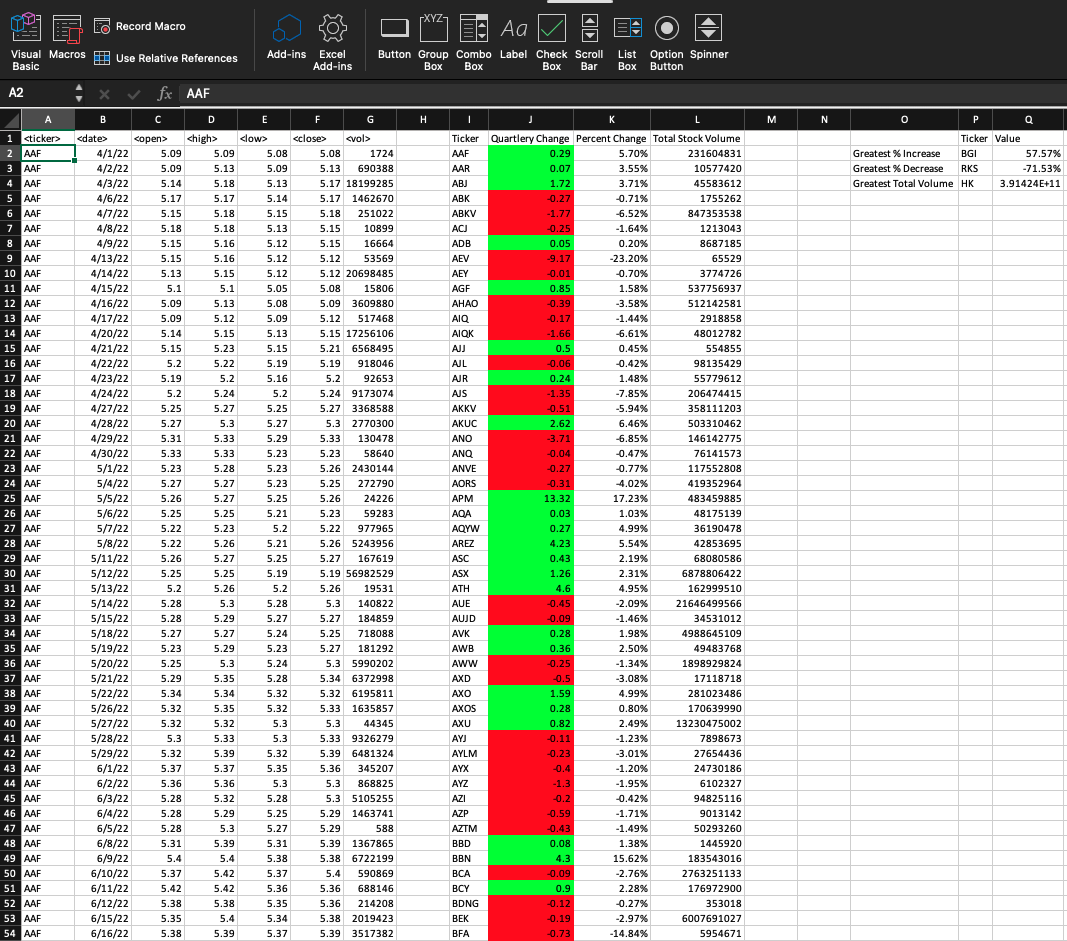 Record Macro
Use Relative References
Visual Basic
Macros
Add-ins
Excel Add-ins
XYZ
Aa
Button
Group Box
Combo Box
Label
Check Box
Scroll Bar
List Box
Option Button
Spinner
A2 fx AAF
A B C D E F G H I J K L M N O P Q
1 <ticker> <date> <open> <high> <low> <close> <vol> Ticker Quartlery Change Percent Change Total Stock Volume Ticker Value
2 AAF 4/1/22 5.09 5.09 5.08 5.08 1724 AAF 0.29 5.70% 231604831 Greatest % Increase BGI 57.57%
3 AAF 4/2/22 5.09 5.13 5.09 5.13 690388 AAR 0.07 3.55% 10577420 Greatest % Decrease RKS -71.53%
4 AAF 4/3/22 5.14 5.18 5.13 5.17 18199285 ABJ 1.72 3.71% 45583612 Greatest Total Volume HK 3.91424E+11
5 AAF 4/6/22 5.17 5.17 5.14 5.17 1462670 ABK -0.27 -0.71% 1755262
6 AAF 4/7/22 5.15 5.18 5.15 5.18 251022 ABKV -1.77 -6.52% 847353538
7 AAF 4/8/22 5.18 5.18 5.13 5.15 10899 ACJ -0.25 -1.64% 1213043
8 AAF 4/9/22 5.15 5.16 5.12 5.15 16664 ADB 0.05 0.20% 8687185
9 AAF 4/13/22 5.15 5.16 5.12 5.12 53569 AEV -9.17 -23.20% 65529
10 AAF 4/14/22 5.13 5.15 5.12 5.12 20698485 AEY -0.01 -0.70% 3774726
11 AAF 4/15/22 5.1 5.1 5.05 5.08 15806 AGF 0.85 1.58% 537756937
12 AAF 4/16/22 5.09 5.13 5.08 5.09 3609880 AHAO -0.39 -3.58% 512142581
13 AAF 4/17/22 5.09 5.12 5.09 5.12 517468 AIQ -0.17 -1.44% 2918858
14 AAF 4/20/22 5.14 5.15 5.13 5.15 17256106 AIQK -1.66 -6.61% 48012782
15 AAF 4/21/22 5.15 5.23 5.15 5.21 6568495 AJJ 0.5 0.45% 554855
16 AAF 4/22/22 5.2 5.22 5.19 5.19 918046 AJL -0.06 -0.42% 98135429
17 AAF 4/23/22 5.19 5.2 5.16 5.2 92653 AJR 0.24 1.48% 55779612
18 AAF 4/24/22 5.2 5.24 5.2 5.24 9173074 AJS -1.35 -7.85% 206474415
19 AAF 4/27/22 5.25 5.27 5.25 5.27 3368588 AKKV -0.51 -5.94% 358111203
20 AAF 4/28/22 5.27 5.3 5.27 5.3 2770300 AKUC 2.62 6.46% 503310462
21 AAF 4/29/22 5.31 5.33 5.29 5.33 130478 ANO -3.71 -6.85% 146142775
22 AAF 4/30/22 5.33 5.33 5.23 5.23 58640 ANQ -0.04 -0.47% 76141573
23 AAF 5/1/22 5.23 5.28 5.23 5.26 2430144 ANVE -0.27 -0.77% 117552808
24 AAF 5/4/22 5.27 5.27 5.23 5.25 272790 AORS -0.31 -4.02% 419352964
25 AAF 5/5/22 5.26 5.27 5.25 5.26 24226 APM 13.32 17.23% 483459885
26 AAF 5/6/22 5.25 5.25 5.21 5.23 59283 AQA 0.03 1.03% 48175139
27 AAF 5/7/22 5.22 5.23 5.2 5.22 977965 AQYW 0.27 4.99% 36190478
28 AAF 5/8/22 5.22 5.26 5.21 5.26 5243956 AREZ 4.23 5.54% 42853695
29 AAF 5/11/22 5.26 5.27 5.25 5.27 167619 ASC 0.43 2.19% 68080586
30 AAF 5/12/22 5.25 5.25 5.19 5.19 56982529 ASX 1.26 2.31% 6878806422
31 AAF 5/13/22 5.2 5.26 5.2 5.26 19531 ATH 4.6 4.95% 162999510
32 AAF 5/14/22 5.28 5.3 5.28 5.3 140822 AUE -0.45 -2.09% 21646499566
33 AAF 5/15/22 5.28 5.29 5.27 5.27 184859 AUJD -0.09 -1.46% 34531012
34 AAF 5/18/22 5.27 5.27 5.24 5.25 718088 AVK 0.28 1.98% 4988645109
35 AAF 5/19/22 5.23 5.29 5.23 5.27 181292 AWB 0.36 2.50% 49483768
36 AAF 5/20/22 5.25 5.3 5.24 5.3 5990202 AWW -0.25 -1.34% 1898929824
37 AAF 5/21/22 5.29 5.35 5.28 5.34 6372998 AXD -0.5 -3.08% 17118718
38 AAF 5/22/22 5.34 5.34 5.32 5.32 6195811 AXO 1.59 4.99% 281023486
39 AAF 5/26/22 5.32 5.35 5.32 5.33 1635857 AXOS 0.28 0.80% 170639990
40 AAF 5/27/22 5.32 5.32 5.3 5.3 44345 AXU 0.82 2.49% 13230475002
41 AAF 5/28/22 5.3 5.33 5.3 5.33 9326279 AYJ -0.11 -1.23% 7898673
42 AAF 5/29/22 5.32 5.39 5.32 5.39 6481324 AYLM -0.23 -3.01% 27654436
43 AAF 6/1/22 5.37 5.37 5.35 5.36 345207 AYX -0.4 -1.20% 24730186
44 AAF 6/2/22 5.36 5.36 5.3 5.3 868825 AYZ -1.3 -1.95% 6102327
45 AAF 6/3/22 5.28 5.32 5.28 5.3 5105255 AZI -0.2 -0.42% 94825116
46 AAF 6/4/22 5.28 5.29 5.25 5.29 1463741 AZP -0.59 -1.71% 9013142
47 AAF 6/5/22 5.28 5.3 5.27 5.29 588 AZTM -0.43 -1.49% 50293260
48 AAF 6/8/22 5.31 5.39 5.31 5.39 1367865 BBD 0.08 1.38% 1445920
49 AAF 6/9/22 5.4 5.4 5.38 5.38 6722199 BBN 4.3 15.62% 183543016
50 AAF 6/10/22 5.37 5.42 5.37 5.4 590869 BCA -0.09 -2.76% 2763251133
51 AAF 6/11/22 5.42 5.42 5.36 5.36 688146 BCY 0.9 2.28% 176972900
52 AAF 6/12/22 5.38 5.38 5.35 5.36 214208 BDNG -0.12 -0.27% 353018
53 AAF 6/15/22 5.35 5.4 5.34 5.38 2019423 BEK -0.19 -2.97% 6007691027
54 AAF 6/16/22 5.38 5.39 5.37 5.39 3517382 BFA -0.73 -14.84% 5954671